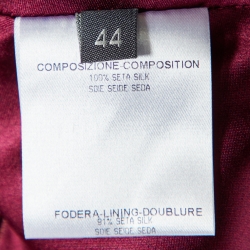 44
COMPOSIZIONE-COMPOSITION
100% SETA SILK
SOIE SEIDE SEDA
FODERA-LINING-DOUBLURE
91% SETA SILK
SOIE SEIDE SEDA